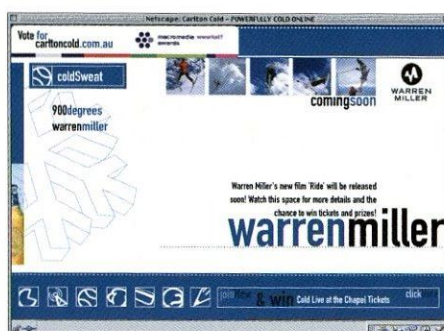 Netscape: Carlton Cold – POWERFULLY COLD ONLINE
Vote for
carltoncold.com.au
macromedia
awards
coldSweat
900degrees
warrenmiller
comingsoon
WARREN
MILLER
Warren Miller's new film 'Ride' will be released
soon! Watch this space for more details and the
chance to win tickets and prizes!
warrenmiller
join
& win Cold Live at the Chapel Tickets
click